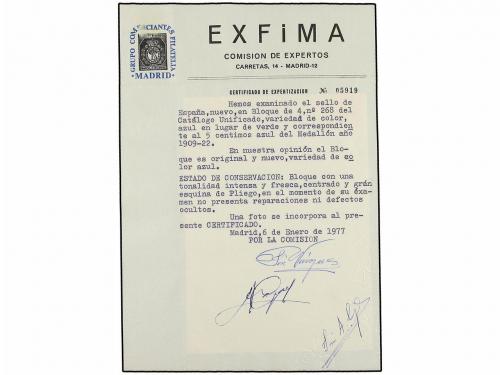 GRUPO COMERCIANTES FILATELIA
MADRID
EXFiMA
COMISION DE EXPERTOS
CARRETAS, 14 - MADRID-12
CERTIFICADO DE EXPERTIZACION № 05919
Hemos examinado el sello de
España,nuevo,en Bloque de 4,nº 268 del
Catálogo Unificado,variedad de color,
azul en lugar de verde y correspondien
te al 5 centimos azul del Medallón año
1909-22.
En nuestra opinión el Blo-
que es original y nuevo,variedad de co
lor azul.
ESTADO DE CONSERVACION: Bloque con una
tonalidad intensa y fresca,centrado y grán
esquina de Pliego,en el momento de su éxa-
men no presenta reparaciones ni defectos
ocultos.
Una foto se incorpora al pre-
sente CERTIFICADO.
Madrid,6 de Enero de 1977
POR LA COMISION